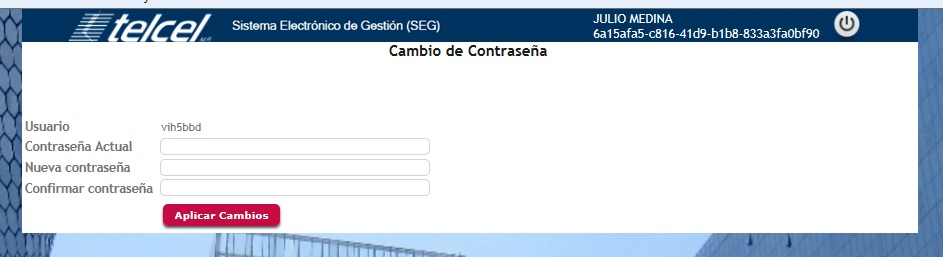 telcel Sistema Electrónico de Gestión (SEG) JULIO MEDINA
6a15afa5-c816-41d9-b1b8-833a3fa0bf90
Cambio de Contraseña
Usuario vih5bbd
Contraseña Actual
Nueva contraseña
Confirmar contraseña
Aplicar Cambios